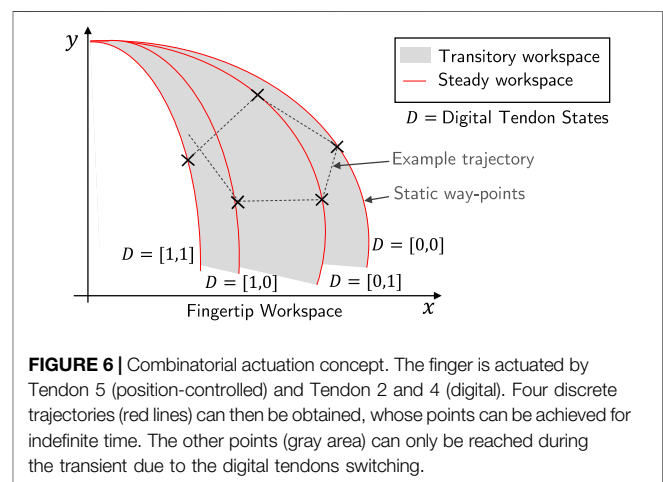 y
Transitory workspace
Steady workspace
D = Digital Tendon States
Example trajectory
Static way-points
D = [1,1]
D = [0,0]
D = [1,0]
D = [0,1]
Fingertip Workspace
x
FIGURE 6 | Combinatorial actuation concept. The finger is actuated by
Tendon 5 (position-controlled) and Tendon 2 and 4 (digital). Four discrete
trajectories (red lines) can then be obtained, whose points can be achieved for
indefinite time. The other points (gray area) can only be reached during
the transient due to the digital tendons switching.